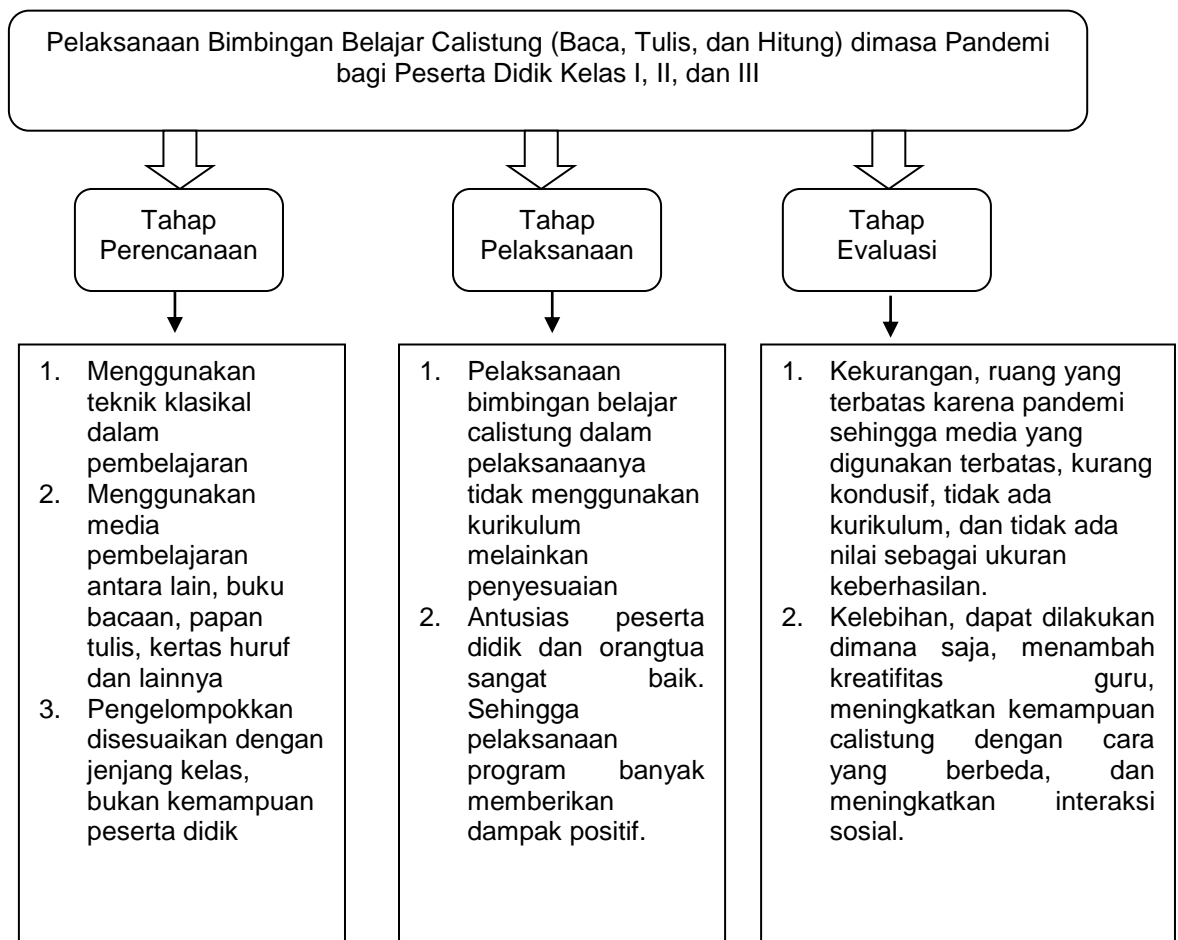 Pelaksanaan Bimbingan Belajar Calistung (Baca, Tulis, dan Hitung) dimasa Pandemi
bagi Peserta Didik Kelas I, II, dan III
Tahap
Perencanaan
Tahap
Pelaksanaan
Tahap
Evaluasi
1. Menggunakan
teknik klasikal
dalam
pembelajaran
2. Menggunakan
media
pembelajaran
antara lain, buku
bacaan, papan
tulis, kertas huruf
dan lainnya
3. Pengelompokkan
disesuaikan dengan
jenjang kelas,
bukan kemampuan
peserta didik
1. Pelaksanaan
bimbingan belajar
calistung dalam
pelaksanaanya
tidak menggunakan
kurikulum
melainkan
penyesuaian
2. Antusias peserta
didik dan orangtua
sangat baik.
Sehingga
pelaksanaan
program banyak
memberikan
dampak positif.
1. Kekurangan, ruang yang
terbatas karena pandemi
sehingga media yang
digunakan terbatas, kurang
kondusif, tidak ada
kurikulum, dan tidak ada
nilai sebagai ukuran
keberhasilan.
2. Kelebihan, dapat dilakukan
dimana saja, menambah
kreatifitas guru,
meningkatkan kemampuan
calistung dengan cara
yang berbeda, dan
meningkatkan interaksi
sosial.